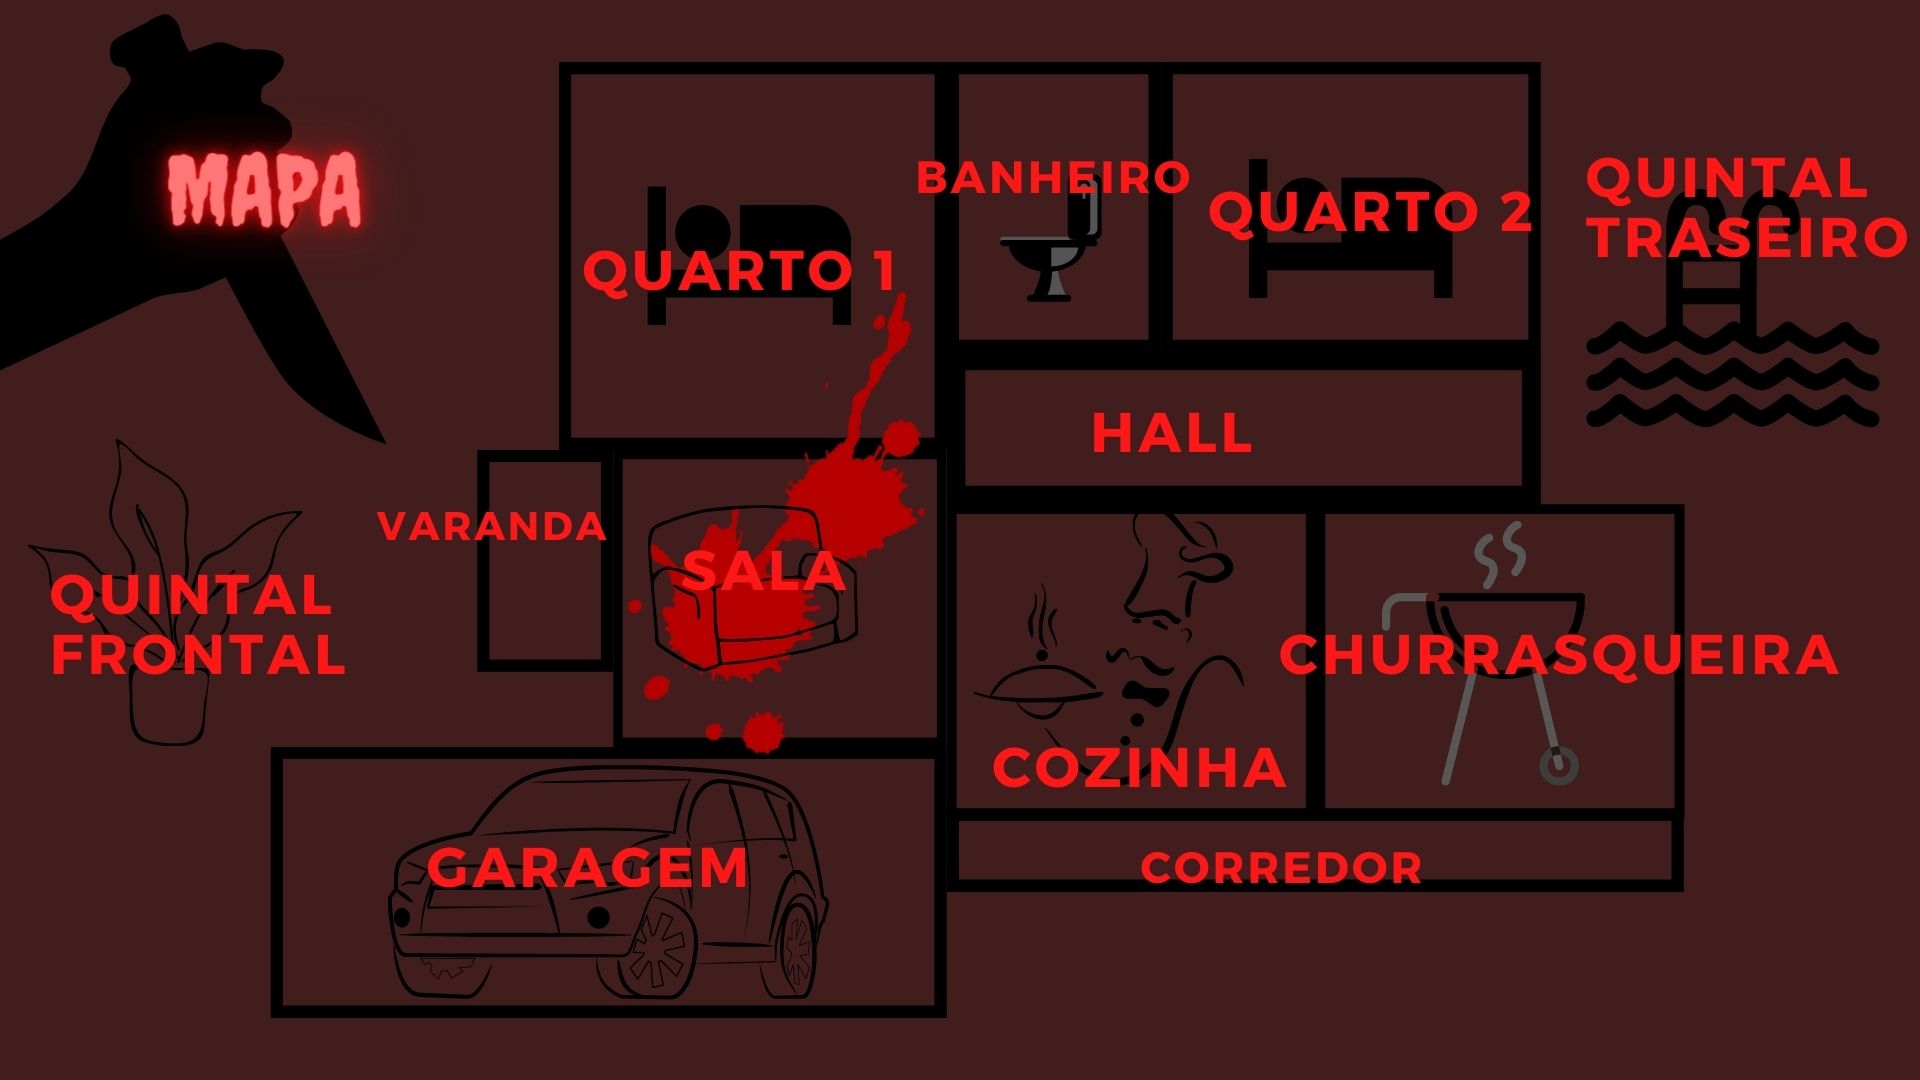 MAPA
BANHEIRO
QUARTO 1
QUARTO 2
QUINTAL
TRASEIRO
HALL
VARANDA
SALA
QUINTAL
FRONTAL
CHURRASQUEIRA
COZINHA
GARAGEM
CORREDOR